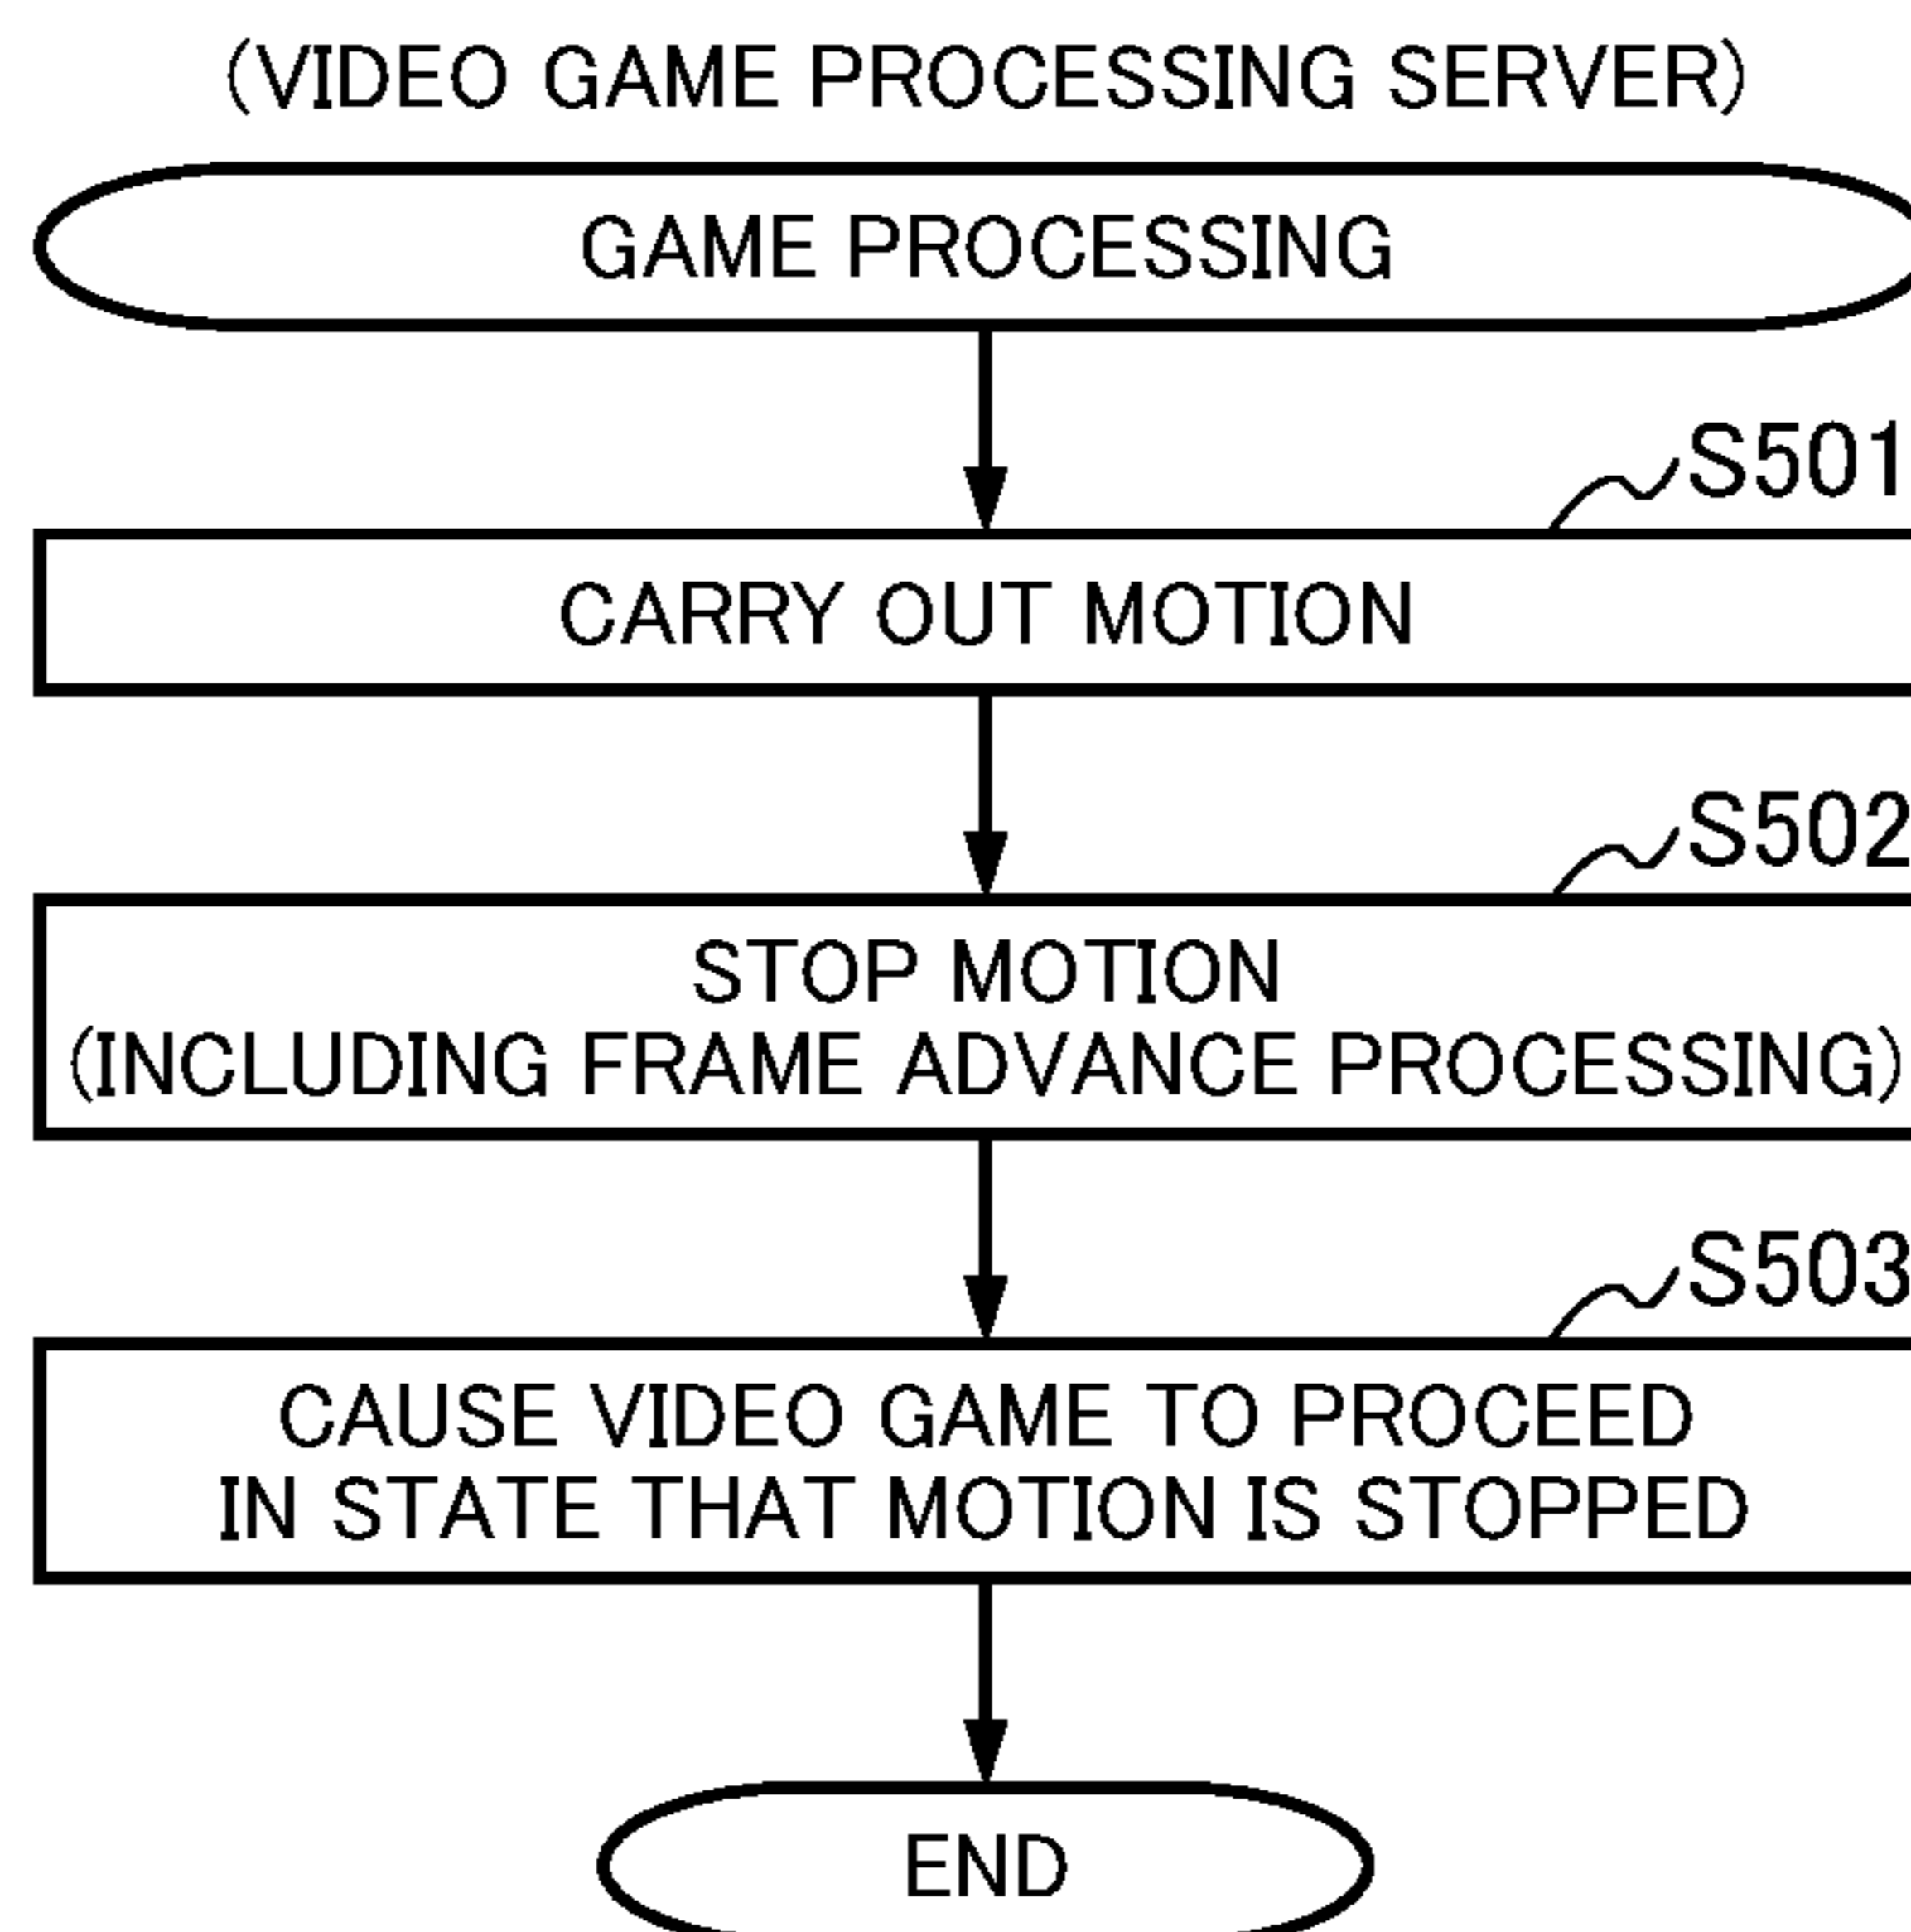 (VIDEO GAME PROCESSING SERVER)
GAME PROCESSING
S501
CARRY OUT MOTION
S502
STOP MOTION
(INCLUDING FRAME ADVANCE PROCESSING)
S503
CAUSE VIDEO GAME TO PROCEED
IN STATE THAT MOTION IS STOPPED
END